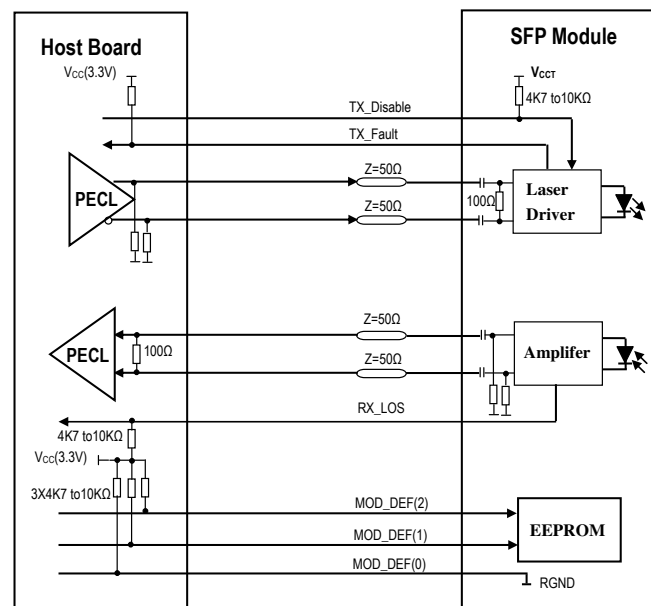 Host Board
SFP Module
VCC(3.3V)
VCCT
4K7 to10KΩ
TX_Disable
TX_Fault
PECL
Z=50Ω
Z=50Ω
100Ω
Laser
Driver
PECL
100Ω
Z=50Ω
Z=50Ω
Amplifer
RX_LOS
4K7 to10KΩ
VCC(3.3V)
3X4K7 to10KΩ
MOD_DEF(2)
MOD_DEF(1)
MOD_DEF(0)
EEPROM
RGND